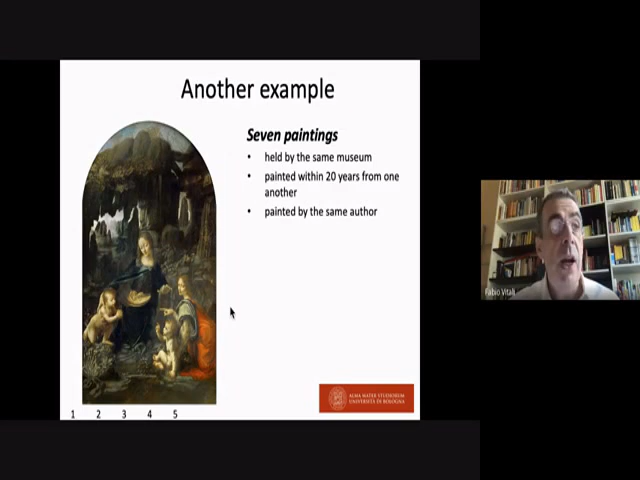 Another example
Seven paintings
• held by the same museum
• painted within 20 years from one
another
• painted by the same author
ALMA MATER STUDIORUM
UNIVERSITÀ DI BOLOGNA
1 2 3 4 5
Fabio Vitali